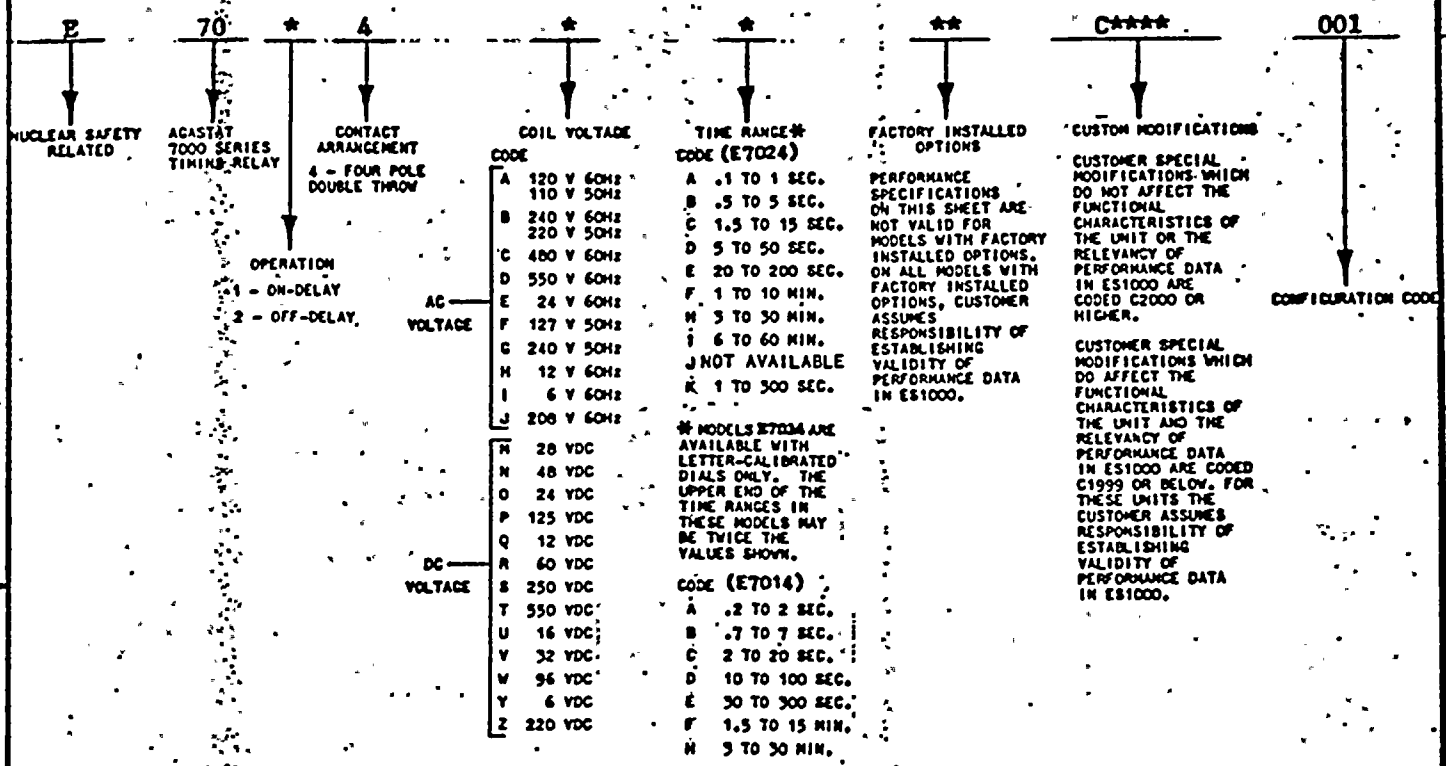 E 70 * 4 * * ** C**** 001
NUCLEAR SAFETY
RELATED
AGASTAT
7000 SERIES
TIMING RELAY
OPERATION
1 - ON-DELAY
2 - OFF-DELAY
CONTACT
ARRANGEMENT
4 - FOUR POLE
DOUBLE THROW
COIL VOLTAGE
CODE
AC
VOLTAGE
A 120 V 60Hz
110 V 50Hz
B 240 V 60Hz
220 V 50Hz
C 480 V 60Hz
D 550 V 60Hz
E 24 V 60Hz
F 127 V 50Hz
G 240 V 50Hz
H 12 V 60Hz
I 6 V 60Hz
J 208 V 60Hz
DC
VOLTAGE
M 28 VDC
N 48 VDC
O 24 VDC
P 125 VDC
Q 12 VDC
R 60 VDC
S 250 VDC
T 550 VDC
U 16 VDC
V 32 VDC
W 96 VDC
Y 6 VDC
Z 220 VDC
TIME RANGE*
CODE (E7024)
A .1 TO 1 SEC.
B .5 TO 5 SEC.
C 1.5 TO 15 SEC.
D 5 TO 50 SEC.
E 20 TO 200 SEC.
F 1 TO 10 MIN.
H 3 TO 30 MIN.
I 6 TO 60 MIN.
J NOT AVAILABLE
K 1 TO 300 SEC.
* MODELS E7024 ARE
AVAILABLE WITH
LETTER-CALIBRATED
DIALS ONLY. THE
UPPER END OF THE
TIME RANGES IN
THESE MODELS MAY
BE TWICE THE
VALUES SHOWN.
CODE (E7014)
A .2 TO 2 SEC.
B .7 TO 7 SEC.
C 2 TO 20 SEC.
D 10 TO 100 SEC.
E 30 TO 300 SEC.
F 1.5 TO 15 MIN.
H 3 TO 30 MIN.
FACTORY INSTALLED
OPTIONS
PERFORMANCE
SPECIFICATIONS
ON THIS SHEET ARE
NOT VALID FOR
MODELS WITH FACTORY
INSTALLED OPTIONS.
ON ALL MODELS WITH
FACTORY INSTALLED
OPTIONS, CUSTOMER
ASSUMES
RESPONSIBILITY OF
ESTABLISHING
VALIDITY OF
PERFORMANCE DATA
IN ES1000.
CUSTOM MODIFICATIONS
CUSTOMER SPECIAL
MODIFICATIONS WHICH
DO NOT AFFECT THE
FUNCTIONAL
CHARACTERISTICS OF
THE UNIT OR THE
RELEVANCY OF
PERFORMANCE DATA
IN ES1000 ARE
CODED C2000 OR
HIGHER.
CUSTOMER SPECIAL
MODIFICATIONS WHICH
DO AFFECT THE
FUNCTIONAL
CHARACTERISTICS OF
THE UNIT AND THE
RELEVANCY OF
PERFORMANCE DATA
IN ES1000 ARE CODED
C1999 OR BELOW. FOR
THESE UNITS THE
CUSTOMER ASSUMES
RESPONSIBILITY OF
ESTABLISHING
VALIDITY OF
PERFORMANCE DATA
IN ES1000.
CONFIGURATION CODE